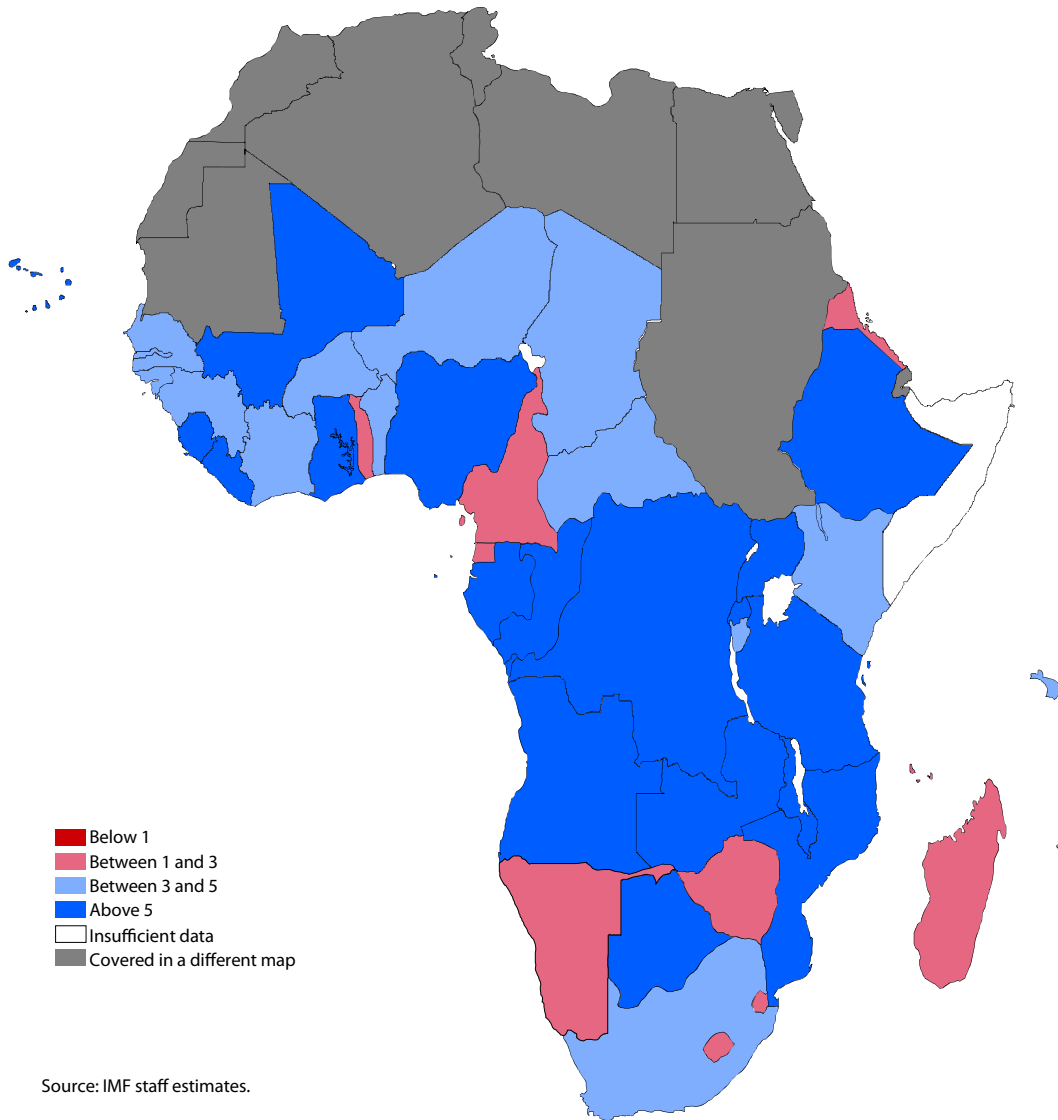 Below 1
Between 1 and 3
Between 3 and 5
Above 5
Insufficient data
Covered in a different map
Source: IMF staff estimates.